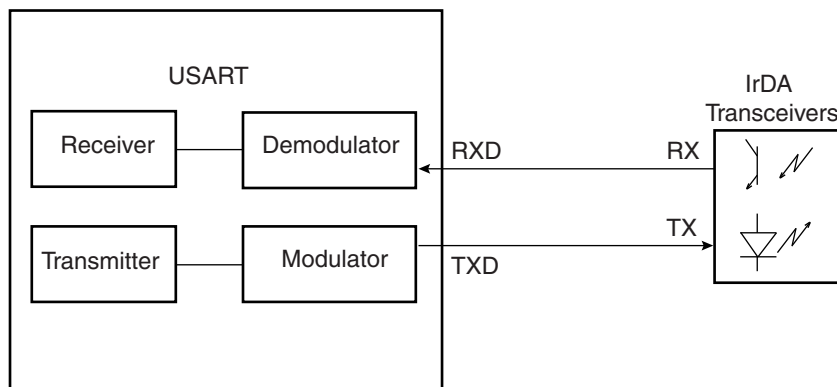 USART
IrDA
Transceivers
Receiver
Demodulator
RXD
RX
Transmitter
Modulator
TX
TXD